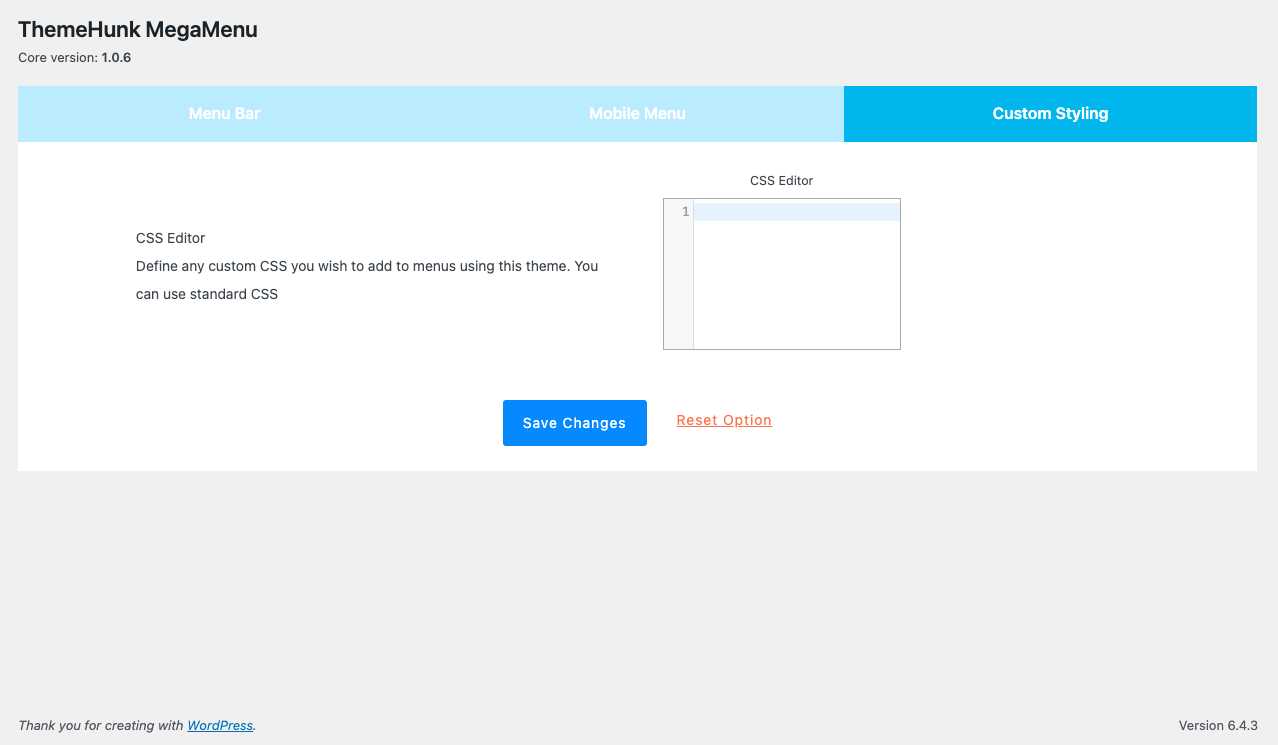 ThemeHunk MegaMenu
Core version: 1.0.6
Menu Bar
Mobile Menu
Custom Styling
CSS Editor
1
CSS Editor
Define any custom CSS you wish to add to menus using this theme. You
can use standard CSS
Save Changes
Reset Option
Thank you for creating with WordPress.
Version 6.4.3